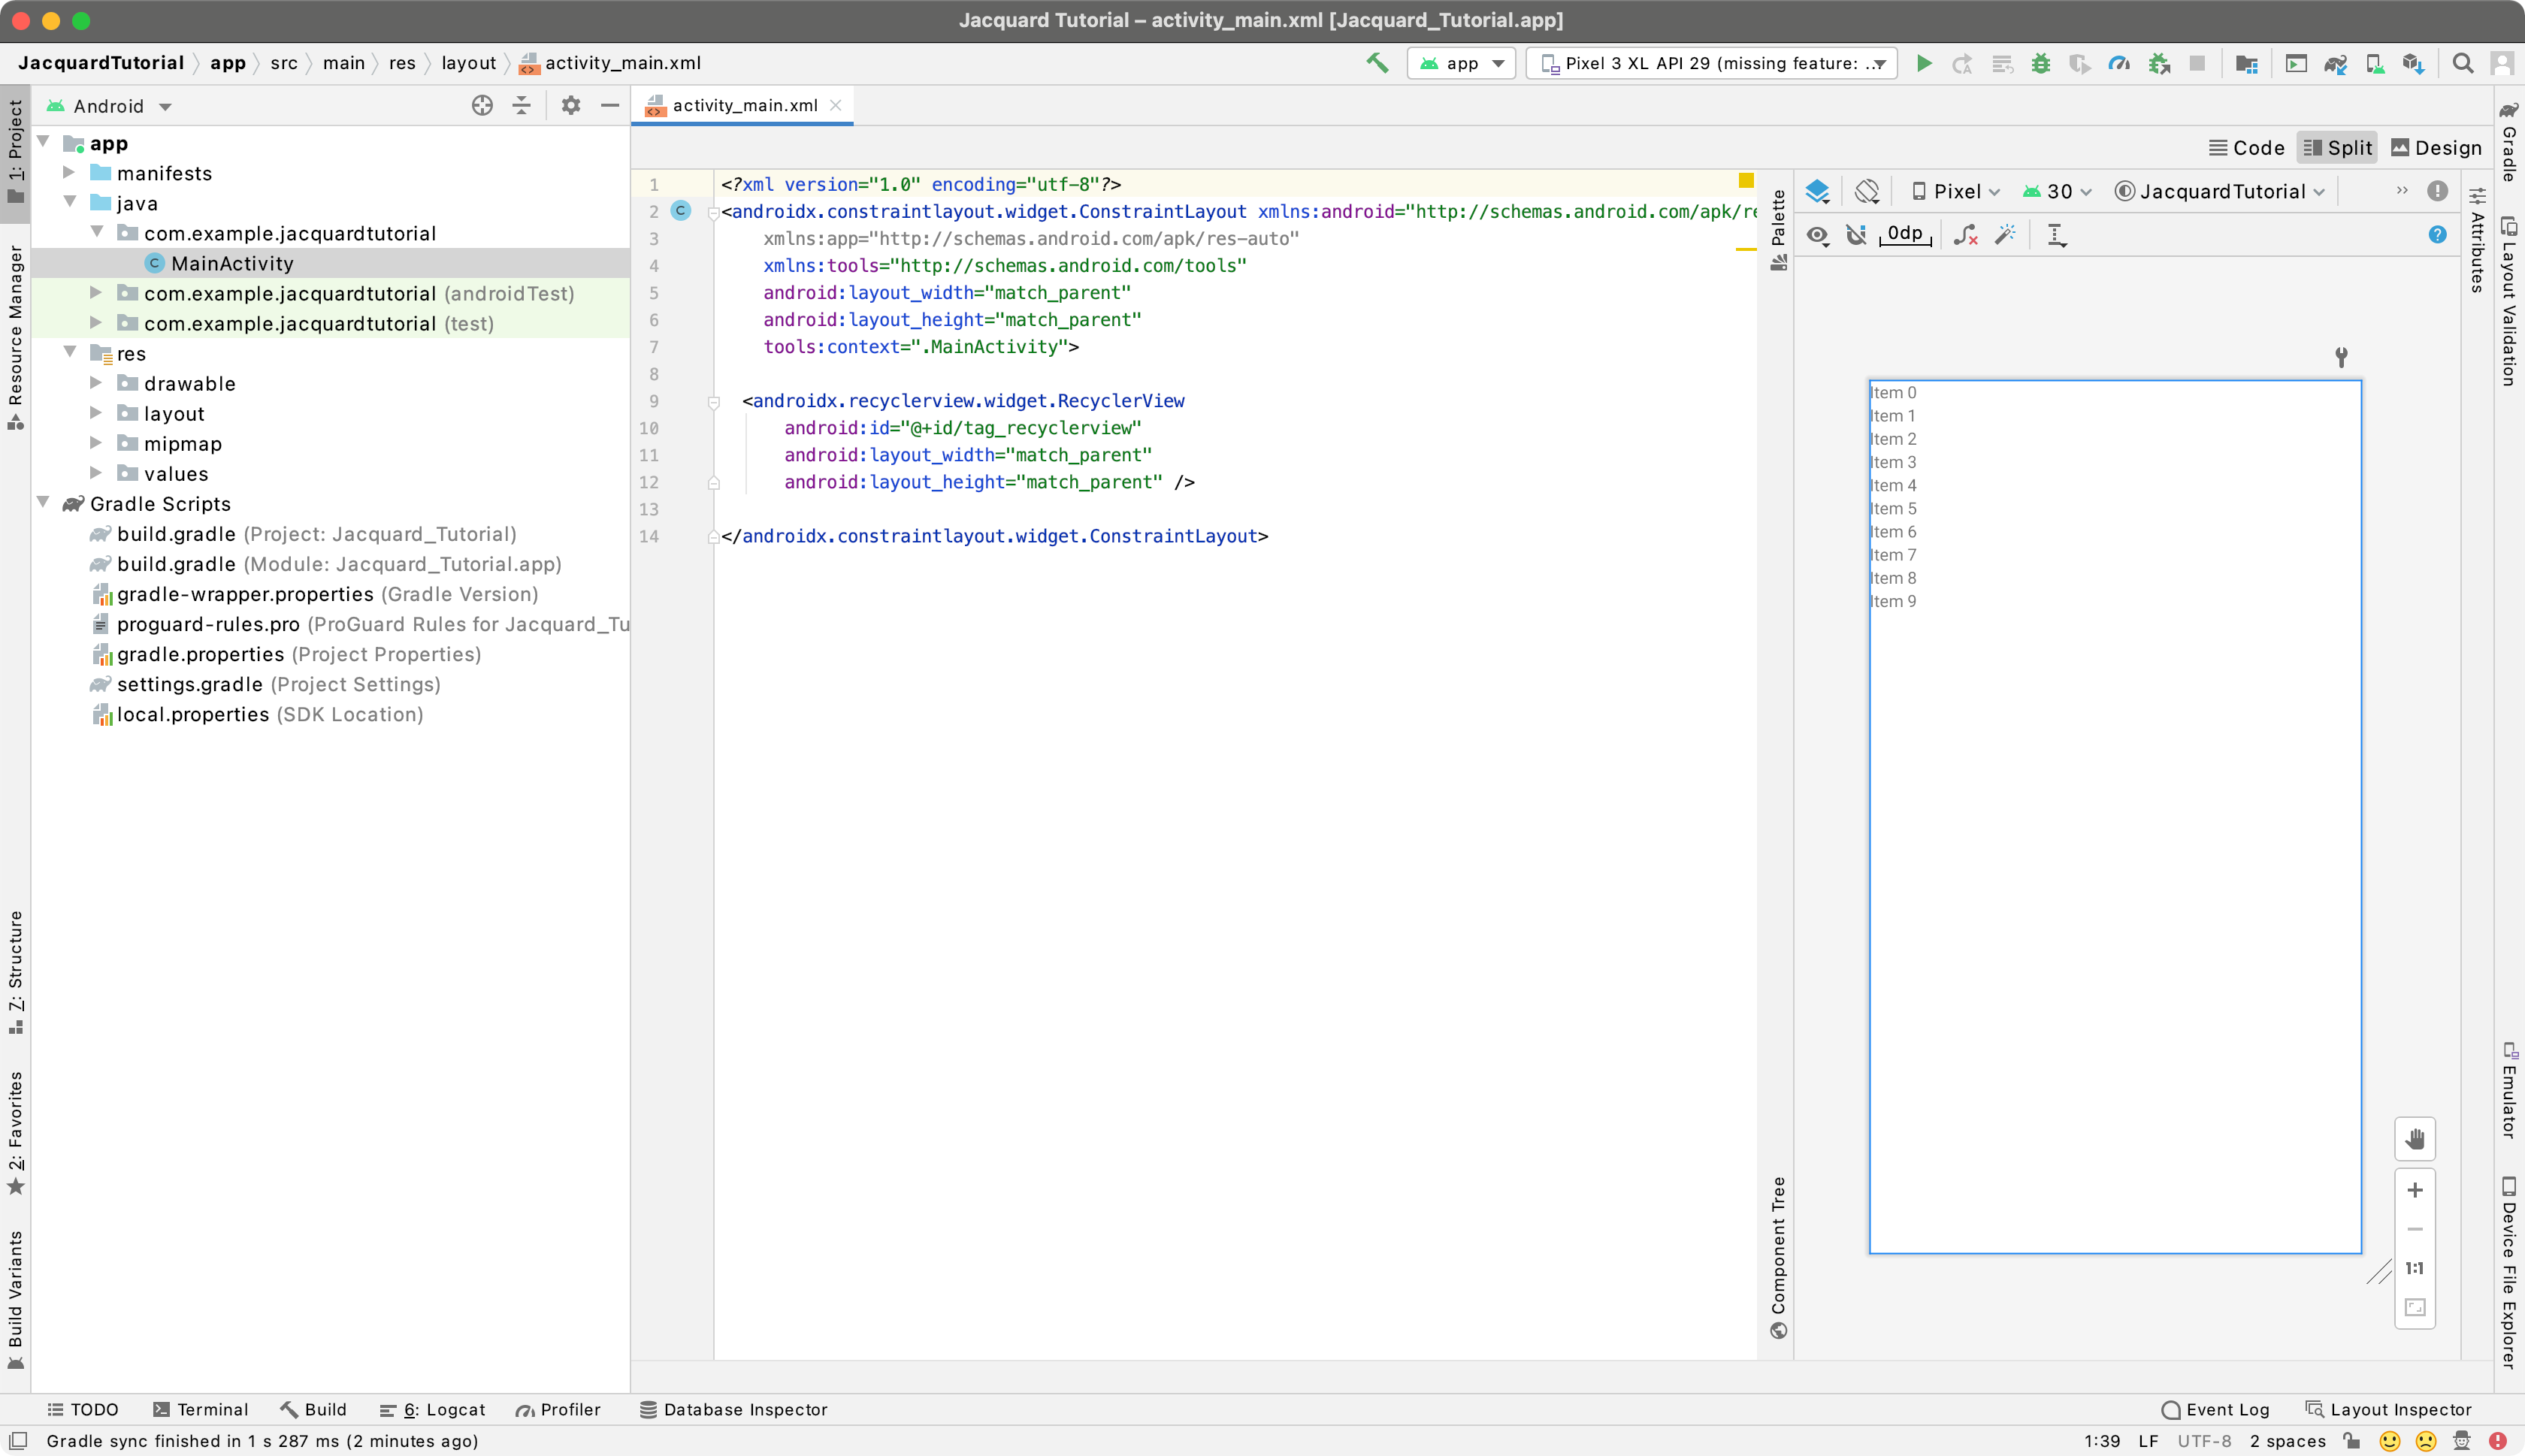 Jacquard Tutorial – activity_main.xml [Jacquard_Tutorial.app]
JacquardTutorial app src main res layout activity_main.xml
app
Pixel 3 XL API 29 (missing feature: ...
1: Project
Resource Manager
Z: Structure
2: Favorites
Build Variants
Android
app
manifests
java
com.example.jacquardtutorial
MainActivity
com.example.jacquardtutorial (androidTest)
com.example.jacquardtutorial (test)
res
drawable
layout
mipmap
values
Gradle Scripts
build.gradle (Project: Jacquard_Tutorial)
build.gradle (Module: Jacquard_Tutorial.app)
gradle-wrapper.properties (Gradle Version)
proguard-rules.pro (ProGuard Rules for Jacquard_Tu
gradle.properties (Project Properties)
settings.gradle (Project Settings)
local.properties (SDK Location)
activity_main.xml
Code Split Design
1 <?xml version="1.0" encoding="utf-8"?>
2 <androidx.constraintlayout.widget.ConstraintLayout xmlns:android="http://schemas.android.com/apk/re
3 xmlns:app="http://schemas.android.com/apk/res-auto"
4 xmlns:tools="http://schemas.android.com/tools"
5 android:layout_width="match_parent"
6 android:layout_height="match_parent"
7 tools:context=".MainActivity">
8
9 <androidx.recyclerview.widget.RecyclerView
10 android:id="@+id/tag_recyclerview"
11 android:layout_width="match_parent"
12 android:layout_height="match_parent" />
13
14 </androidx.constraintlayout.widget.ConstraintLayout>
Palette
Component Tree
Pixel 30 JacquardTutorial
0dp
Item 0
Item 1
Item 2
Item 3
Item 4
Item 5
Item 6
Item 7
Item 8
Item 9
1:1
Attributes
Gradle
Layout Validation
Emulator
Device File Explorer
TODO Terminal Build 6: Logcat Profiler Database Inspector
Event Log Layout Inspector
Gradle sync finished in 1 s 287 ms (2 minutes ago)
1:39 LF UTF-8 2 spaces